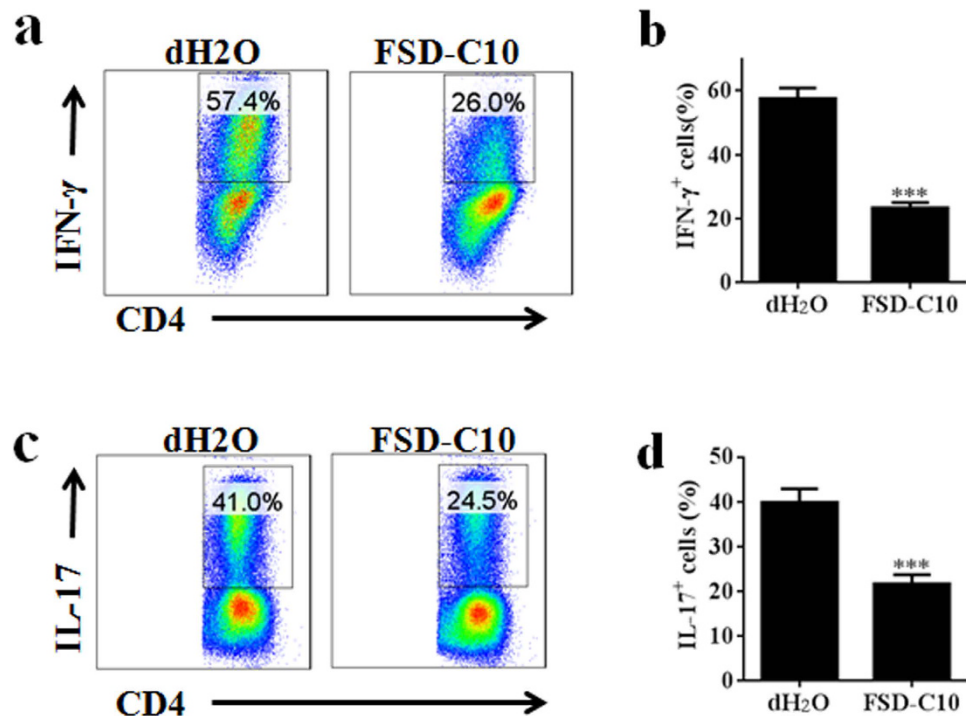 a
dH2O
FSD-C10
57.4%
26.0%
IFN-γ
CD4
b
IFN-γ⁺ cells(%)
60
40
20
0
***
dH₂O
FSD-C10
c
dH2O
FSD-C10
41.0%
24.5%
IL-17
CD4
d
IL-17⁺ cells (%)
50
40
30
20
10
0
***
dH₂O
FSD-C10